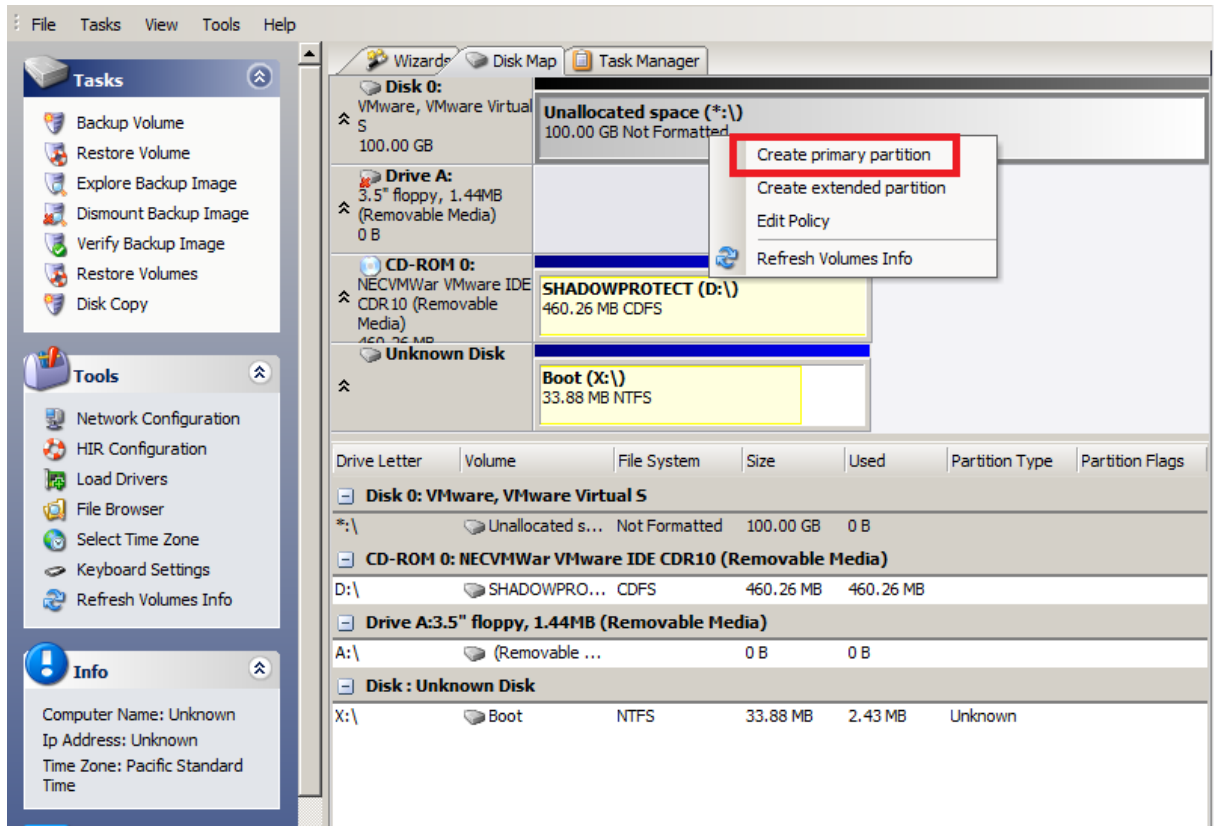 File Tasks View Tools Help
Tasks
Backup Volume
Restore Volume
Explore Backup Image
Dismount Backup Image
Verify Backup Image
Restore Volumes
Disk Copy
Tools
Network Configuration
HIR Configuration
Load Drivers
File Browser
Select Time Zone
Keyboard Settings
Refresh Volumes Info
Info
Computer Name: Unknown
Ip Address: Unknown
Time Zone: Pacific Standard
Time
Wizards Disk Map Task Manager
Disk 0:
VMware, VMware Virtual
S
100.00 GB
Unallocated space (*:\)
100.00 GB Not Formatted
Create primary partition
Create extended partition
Edit Policy
Refresh Volumes Info
Drive A:
3.5" floppy, 1.44MB
(Removable Media)
0 B
CD-ROM 0:
NECVMWar VMware IDE
CDR10 (Removable
Media)
460.26 MB
SHADOWPROTECT (D:\)
460.26 MB CDFS
Unknown Disk
Boot (X:\)
33.88 MB NTFS
Drive Letter Volume File System Size Used Partition Type Partition Flags
Disk 0: VMware, VMware Virtual S
*:\ Unallocated s... Not Formatted 100.00 GB 0 B
CD-ROM 0: NECVMWar VMware IDE CDR10 (Removable Media)
D:\ SHADOWPRO... CDFS 460.26 MB 460.26 MB
Drive A:3.5" floppy, 1.44MB (Removable Media)
A:\ (Removable ... 0 B 0 B
Disk : Unknown Disk
X:\ Boot NTFS 33.88 MB 2.43 MB Unknown